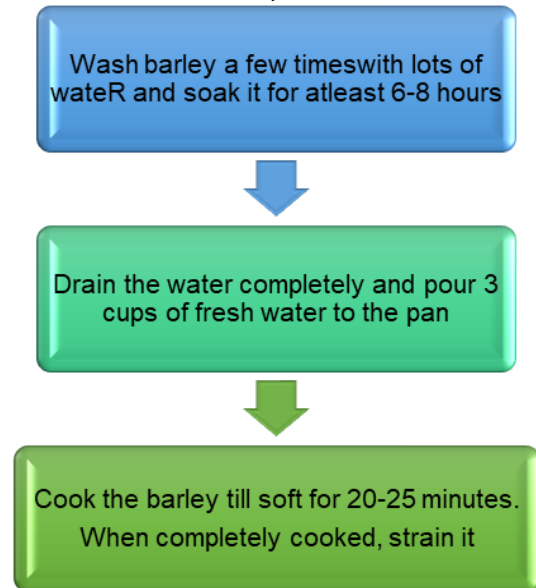 Wash barley a few timeswith lots of
wateR and soak it for atleast 6-8 hours
Drain the water completely and pour 3
cups of fresh water to the pan
Cook the barley till soft for 20-25 minutes.
When completely cooked, strain it